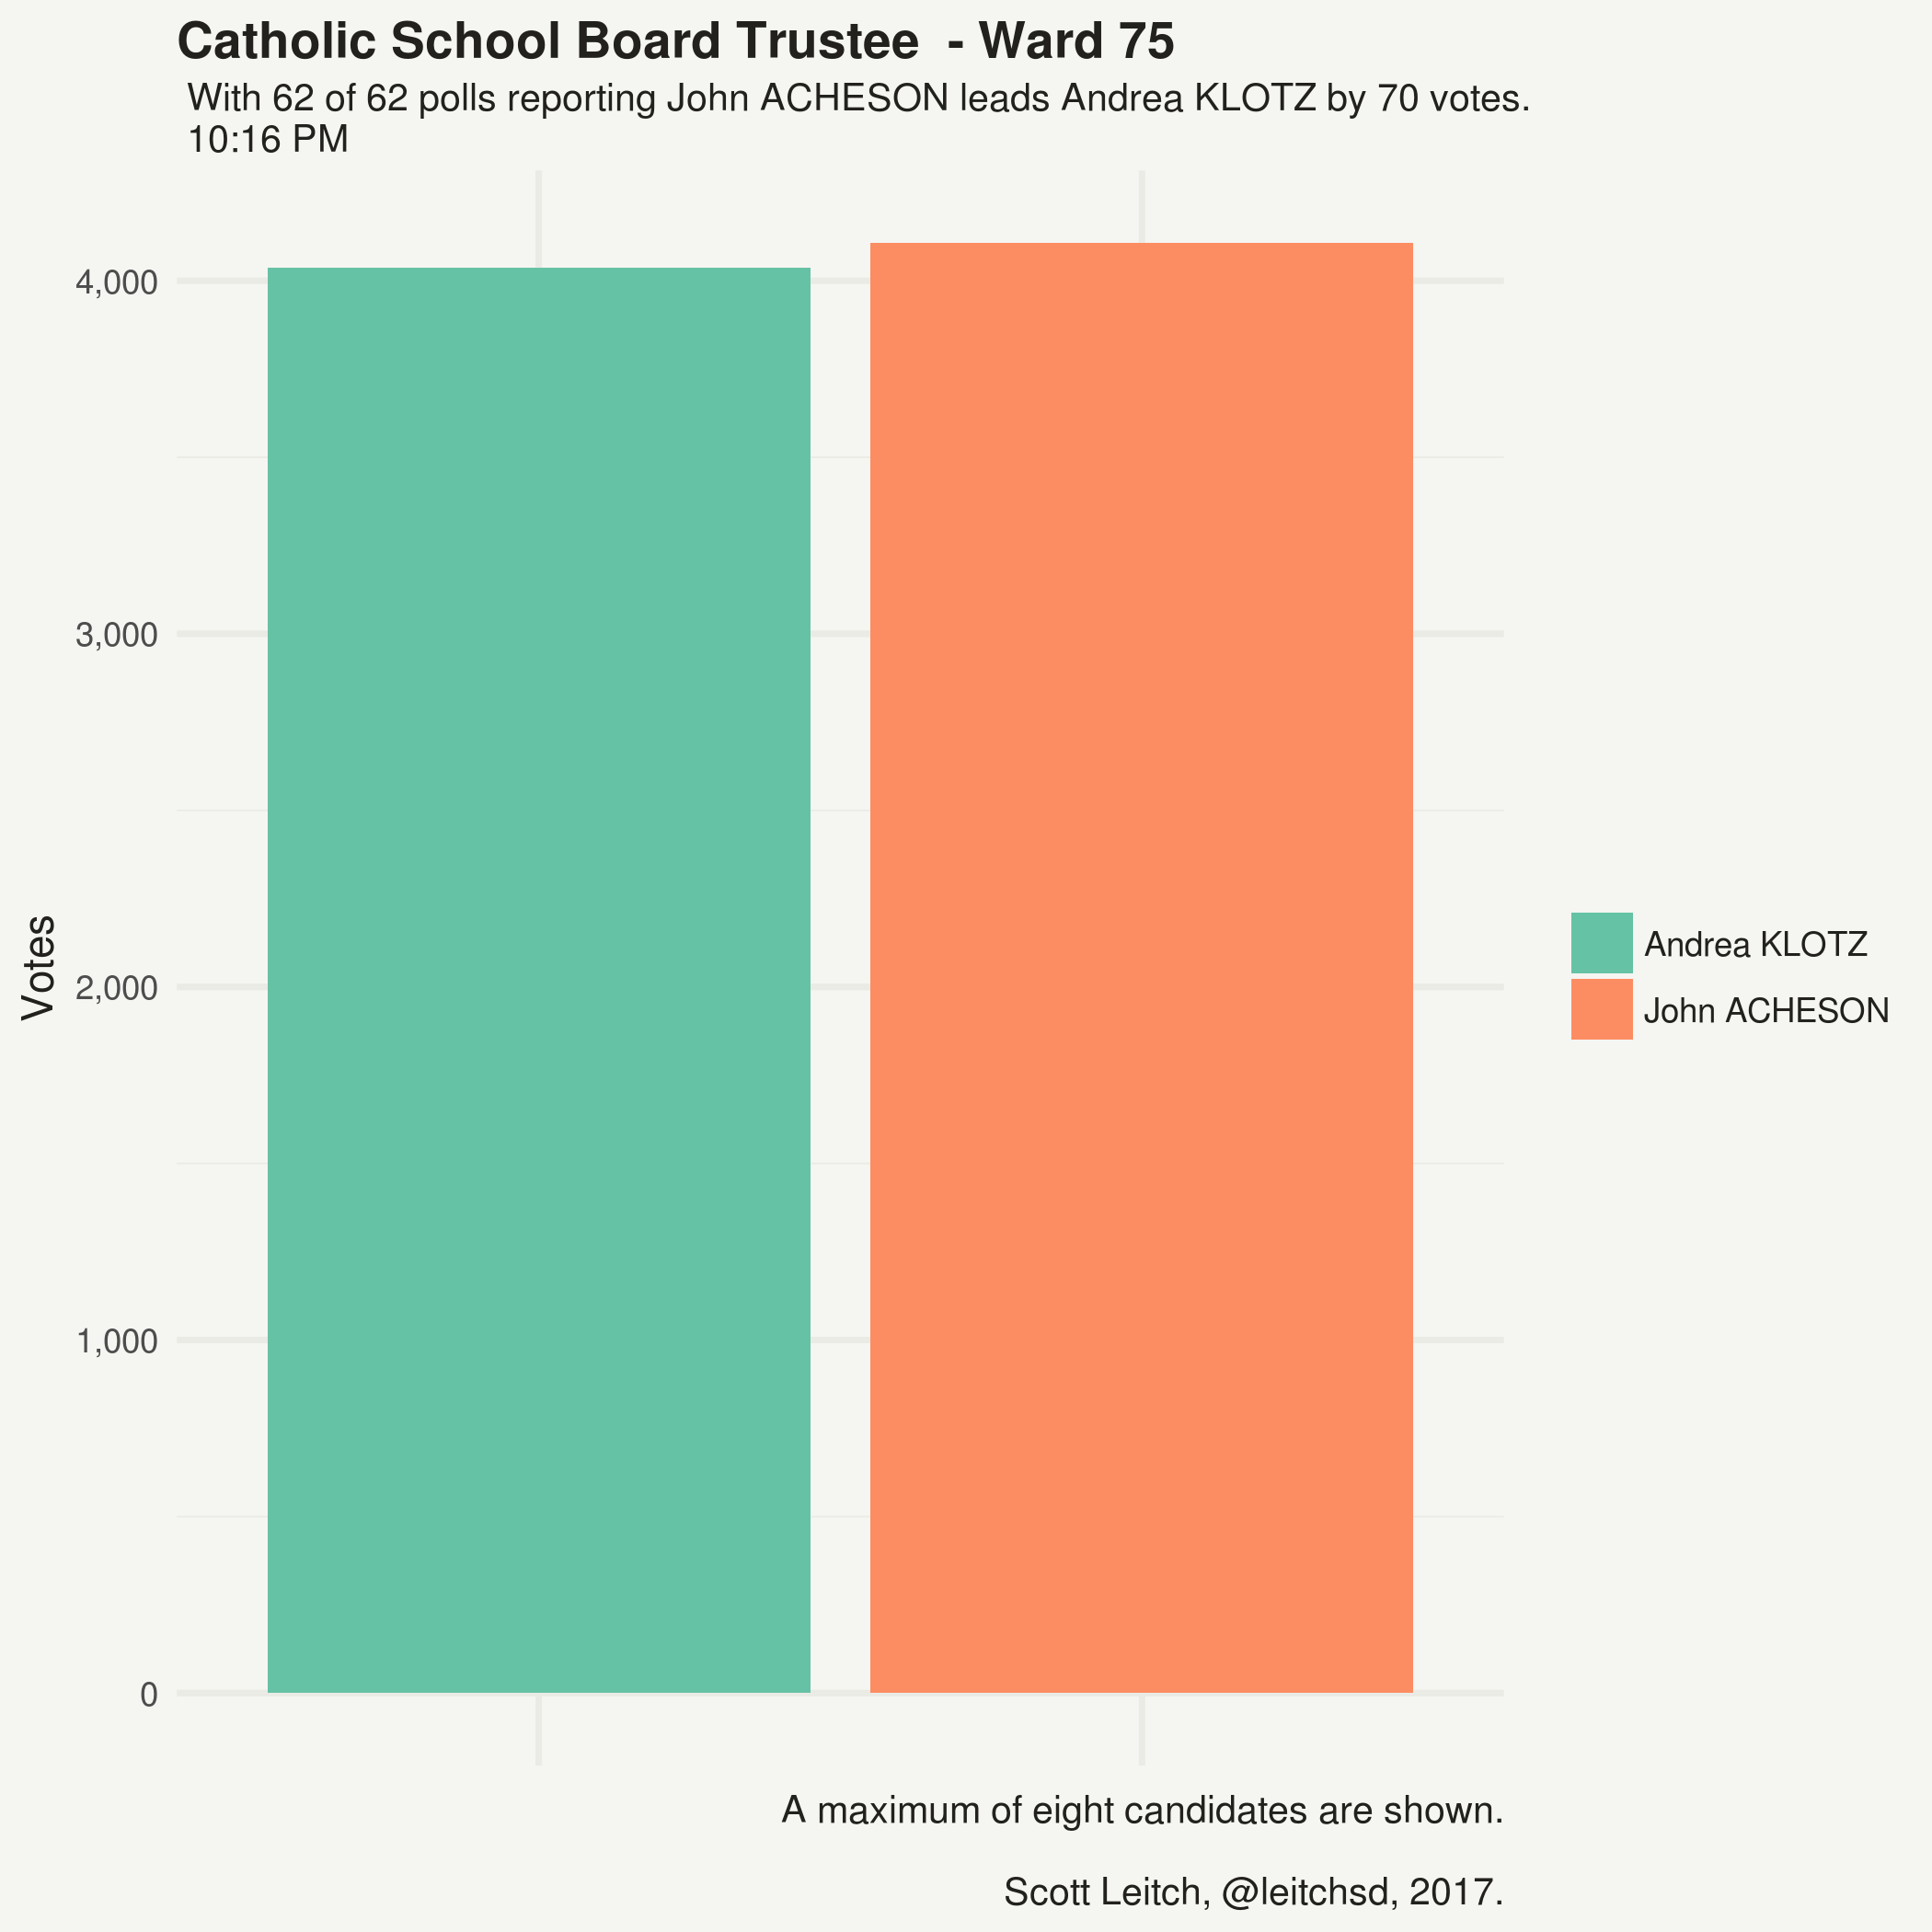 Catholic School Board Trustee  - Ward 75
With 62 of 62 polls reporting John ACHESON leads Andrea KLOTZ by 70 votes.
10:16 PM
Votes
4,000
3,000
2,000
1,000
0
Andrea KLOTZ
John ACHESON
A maximum of eight candidates are shown.
Scott Leitch, @leitchsd, 2017.